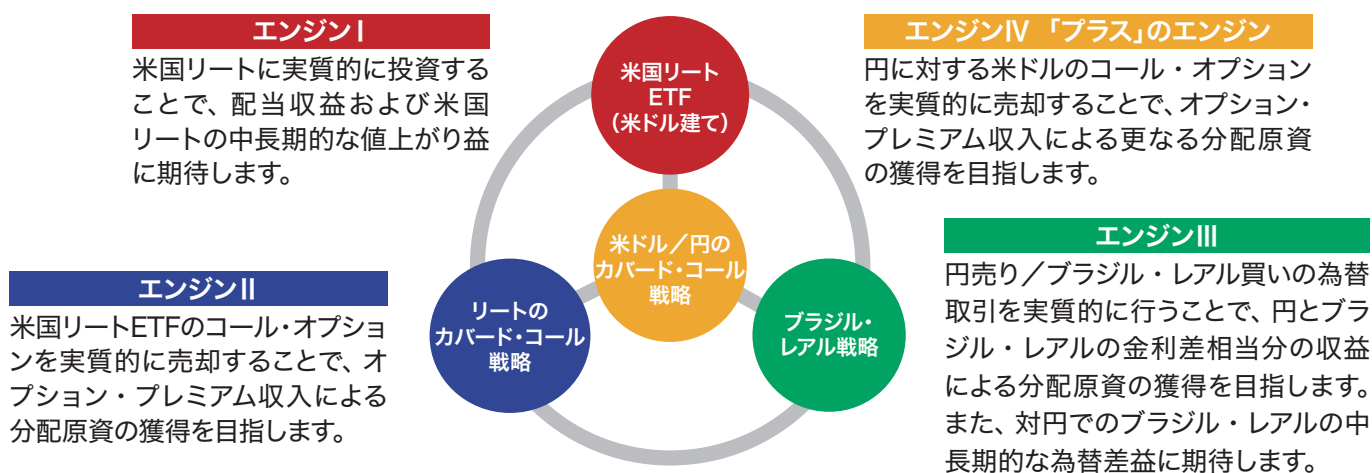 エンジンⅠ
米国リートに実質的に投資する
ことで、配当収益および米国
リートの中長期的な値上がり益
に期待します。
米国リート
ETF
（米ドル建て）
エンジンⅣ 「プラス」のエンジン
円に対する米ドルのコール・オプション
を実質的に売却することで、オプション・
プレミアム収入による更なる分配原資
の獲得を目指します。
米ドル／円の
カバード・コール
戦略
エンジンⅡ
米国リートETFのコール・オプショ
ンを実質的に売却することで、オ
プション・プレミアム収入による
分配原資の獲得を目指します。
リートの
カバード・コール
戦略
ブラジル・
レアル戦略
エンジンⅢ
円売り／ブラジル・レアル買いの為替
取引を実質的に行うことで、円とブラ
ジル・レアルの金利差相当分の収益
による分配原資の獲得を目指します。
また、対円でのブラジル・レアルの中
長期的な為替差益に期待します。